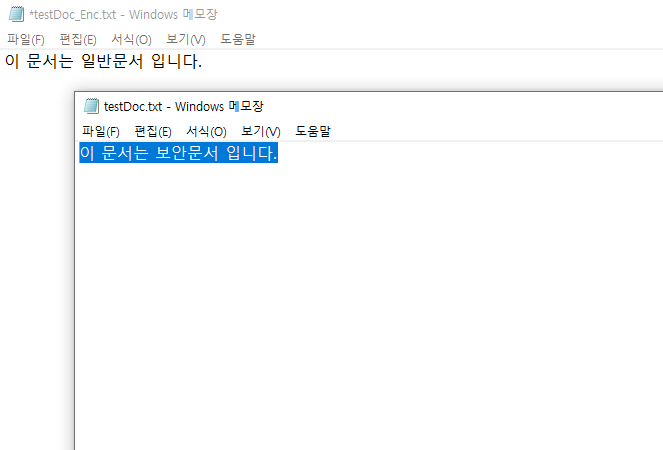 *testDoc_Enc.txt - Windows 메모장
파일(F) 편집(E) 서식(O) 보기(V) 도움말
이 문서는 일반문서 입니다.
testDoc.txt - Windows 메모장
파일(F) 편집(E) 서식(O) 보기(V) 도움말
이 문서는 보안문서 입니다.